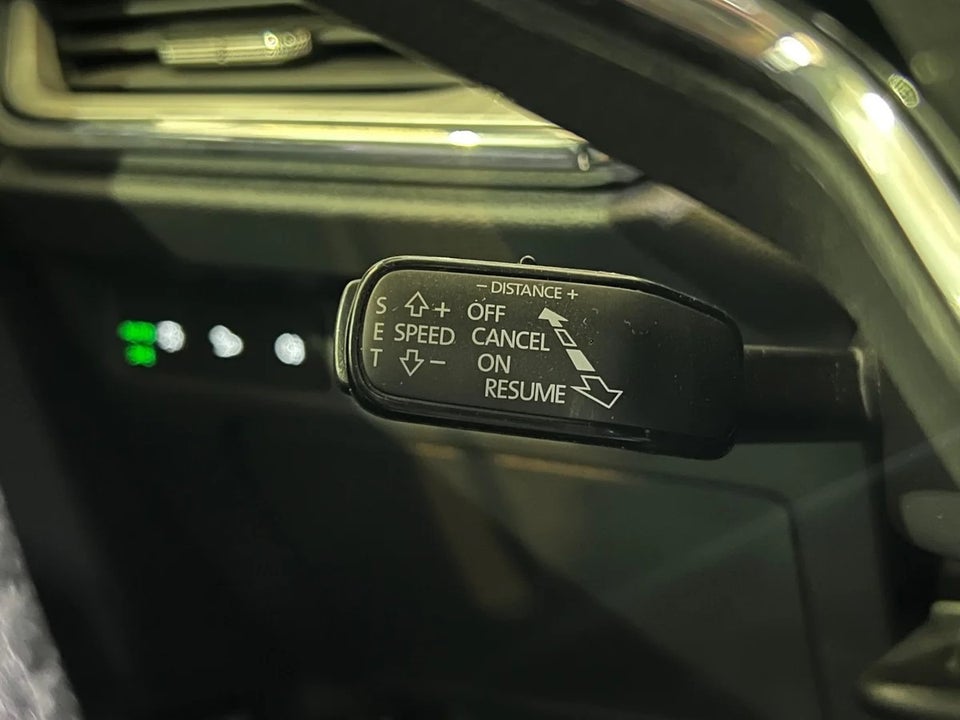 − DISTANCE +
S ⇧ + OFF
E SPEED CANCEL
T ⇩ − ON
RESUME